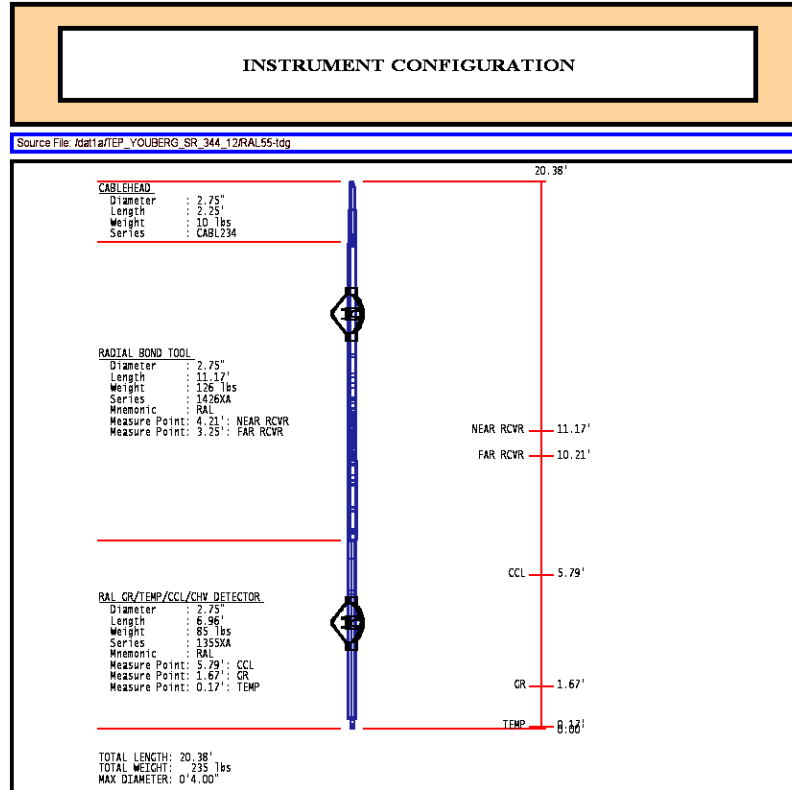 INSTRUMENT CONFIGURATION
Source File: /dat1a/TEP_YOUBERG_SR_344_12/RAL55-tdg
20.38'
CABLEHEAD
Diameter : 2.75"
Length : 2.25'
Weight : 10 lbs
Series : CABL234
RADIAL BOND TOOL
Diameter : 2.75"
Length : 11.17'
Weight : 126 lbs
Series : 1426XA
Mnemonic : RAL
Measure Point: 4.21': NEAR RCVR
Measure Point: 3.25': FAR RCVR
NEAR RCVR 11.17'
FAR RCVR 10.21'
CCL 5.79'
RAL GR/TEMP/CCL/CHV DETECTOR
Diameter : 2.75"
Length : 6.96'
Weight : 85 lbs
Series : 1355XA
Mnemonic : RAL
Measure Point: 5.79': CCL
Measure Point: 1.67': GR
Measure Point: 0.17': TEMP
GR 1.67'
TEMP 0.17'
0.00'
TOTAL LENGTH: 20.38'
TOTAL WEIGHT: 235 lbs
MAX DIAMETER: 0'4.00"